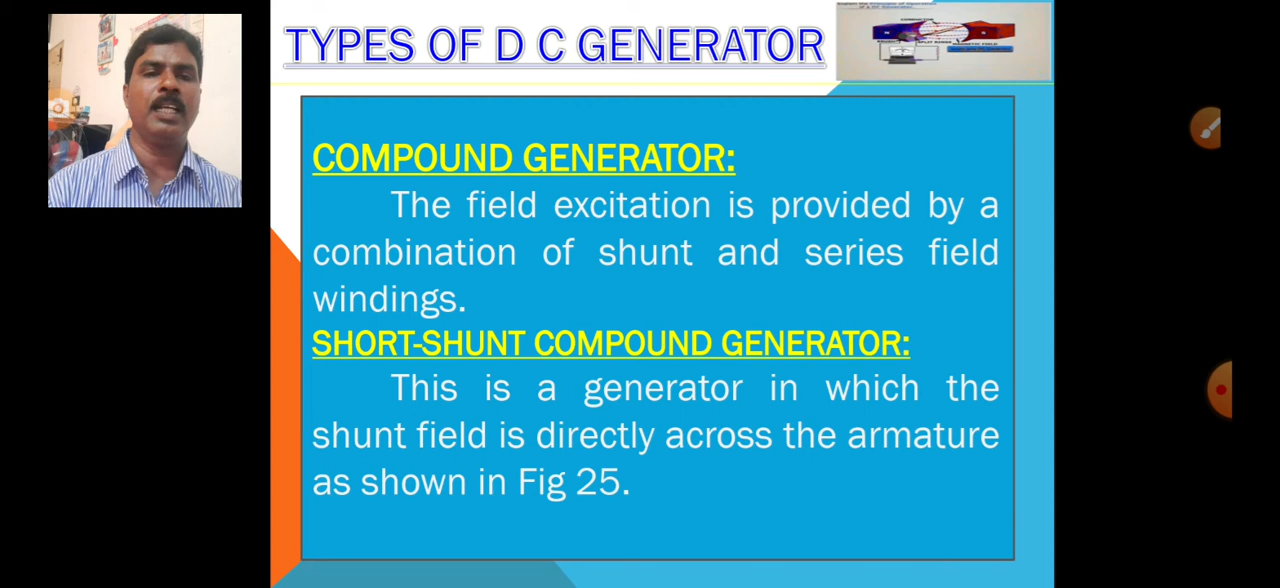 TYPES OF D C GENERATOR
COMPOUND GENERATOR:
The field excitation is provided by a
combination of shunt and series field
windings.
SHORT-SHUNT COMPOUND GENERATOR:
This is a generator in which the
shunt field is directly across the armature
as shown in Fig 25.